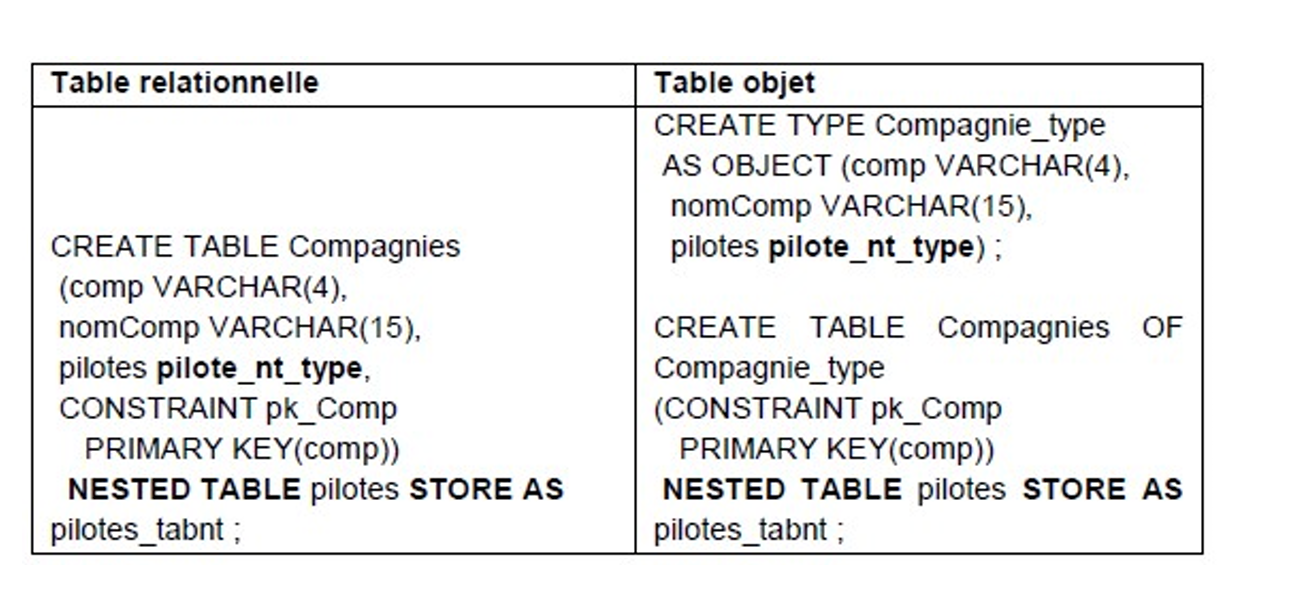 Table relationnelle
Table objet
CREATE TABLE Compagnies
(comp VARCHAR(4),
nomComp VARCHAR(15),
pilotes pilote_nt_type,
CONSTRAINT pk_Comp
PRIMARY KEY(comp))
NESTED TABLE pilotes STORE AS
pilotes_tabnt ;
CREATE TYPE Compagnie_type
AS OBJECT (comp VARCHAR(4),
nomComp VARCHAR(15),
pilotes pilote_nt_type) ;
CREATE TABLE Compagnies OF
Compagnie_type
(CONSTRAINT pk_Comp
PRIMARY KEY(comp))
NESTED TABLE pilotes STORE AS
pilotes_tabnt ;